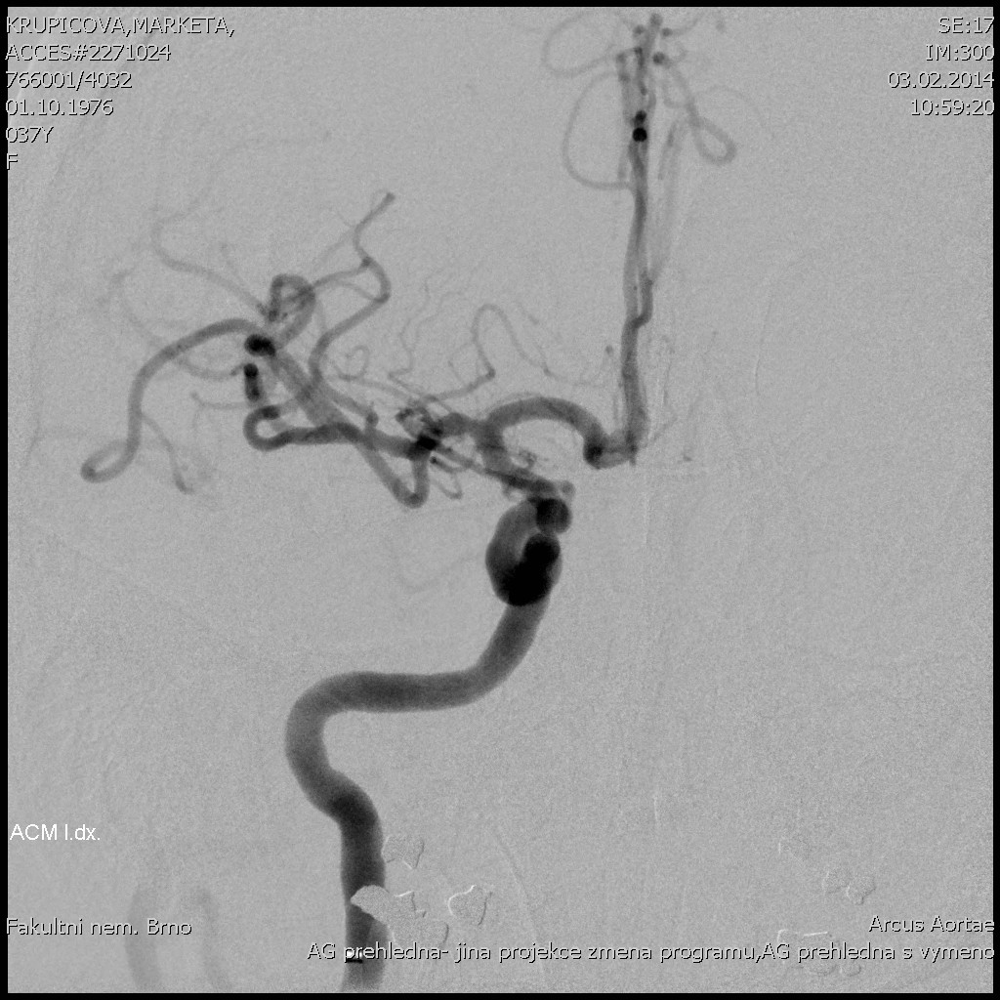 KRUPICOVA,MARKETA,
ACCES#2271024
766001/4032
01.10.1976
037Y
F
SE:17
IM:300
03.02.2014
10:59:20
ACM l.dx.
Fakultni nem. Brno
Arcus Aortae
AG prehledna- jina projekce zmena programu,AG prehledna s vymeno